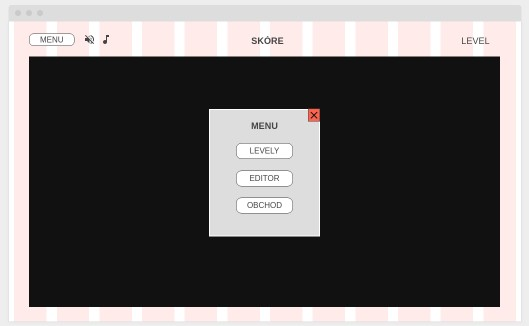 MENU SKÓRE LEVEL
MENU
LEVELY
EDITOR
OBCHOD